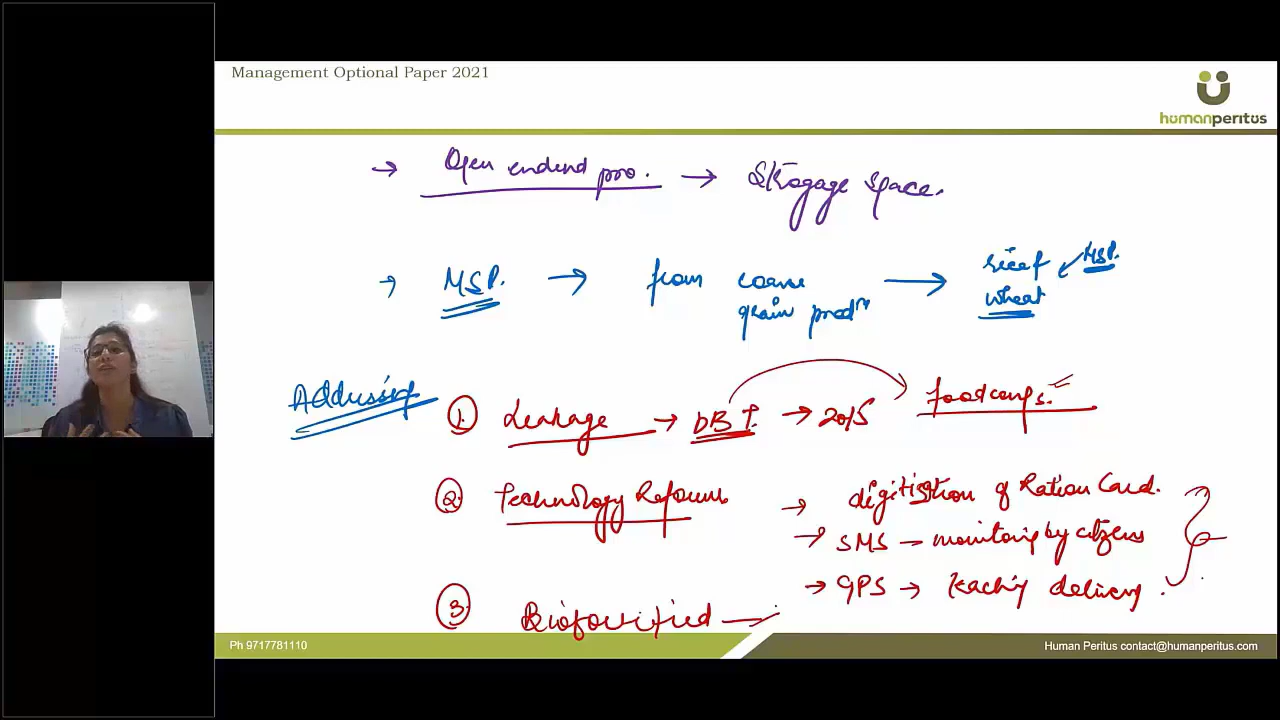 Management Optional Paper 2021
humanperitus
→ Open endend pro. → Storage space.
→ MSP. → from coarse grain prodn → rice & wheat ← MSP.
Addressing
1. Leakage → DBT. → 2015 foodcorps.
2. Technology Reforms → digitisation of Ration Card.
→ SMS – monitoring by citizens
→ GPS → tracking delivery.
3. Biofortified →
Ph 9717781110
Human Peritus contact@humanperitus.com